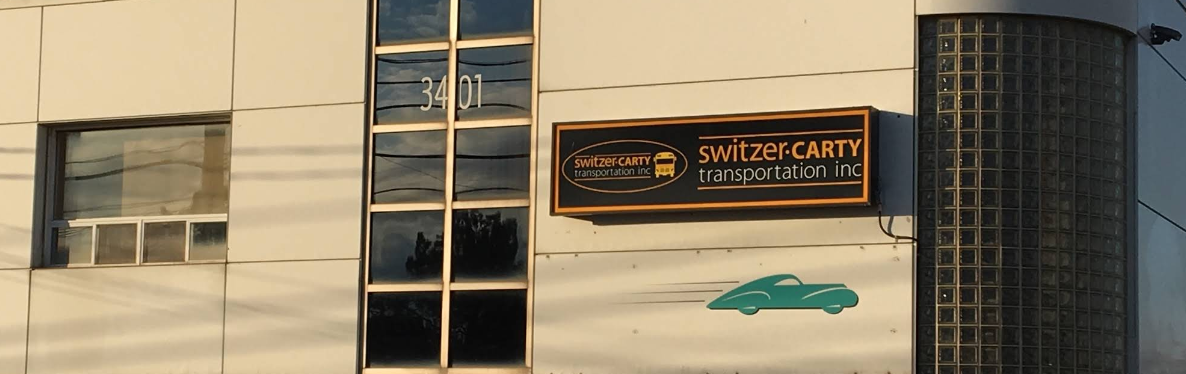 3401
switzer-CARTY
transportation inc
switzer-CARTY
transportation inc